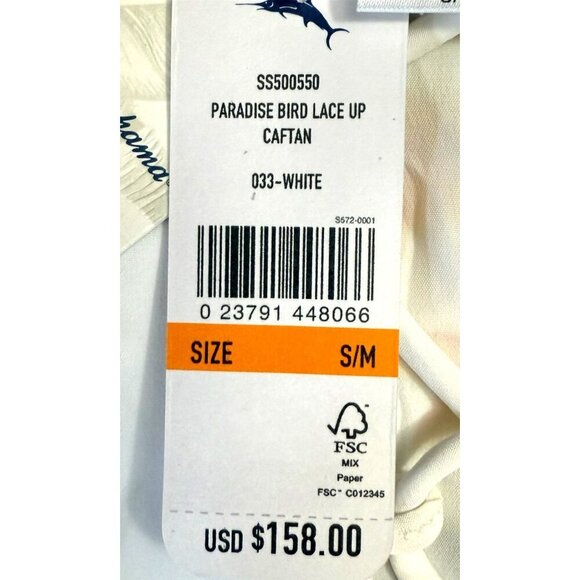 SS500550
PARADISE BIRD LACE UP
CAFTAN
033-WHITE
hama
S572-0001
0 23791 448066
SIZE S/M
FSC
MIX
Paper
FSC™ C012345
USD $158.00